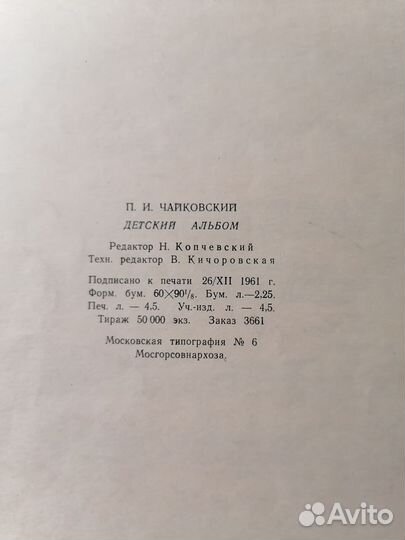 П. И. ЧАЙКОВСКИЙ
ДЕТСКИЙ АЛЬБОМ
Редактор Н. Копчевский
Техн. редактор В. Кичоровская
Подписано к печати 26/XII 1961 г.
Форм. бум. 60×90¹/₈. Бум. л.—2,25.
Печ. л. — 4,5. Уч.-изд. л. — 4,5.
Тираж 50 000 экз. Заказ 3661
Московская типография № 6
Мосгорсовнархоза.
Avito